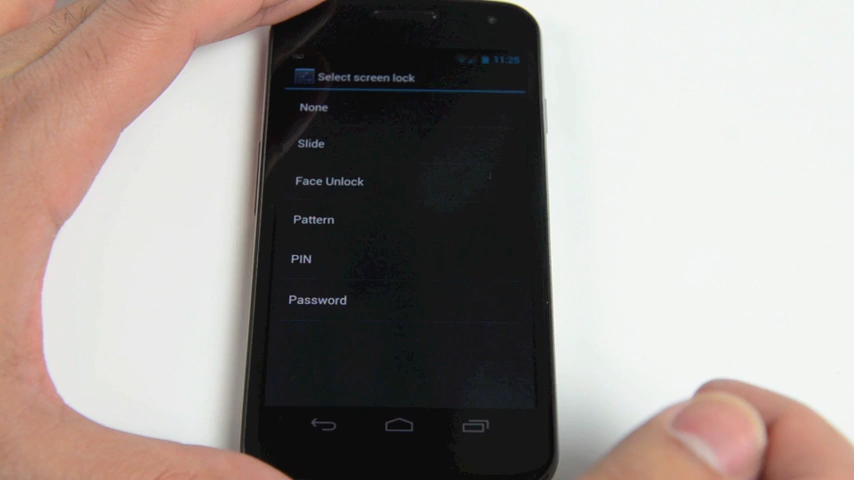 11:25
Select screen lock
None
Slide
Face Unlock
Pattern
PIN
Password